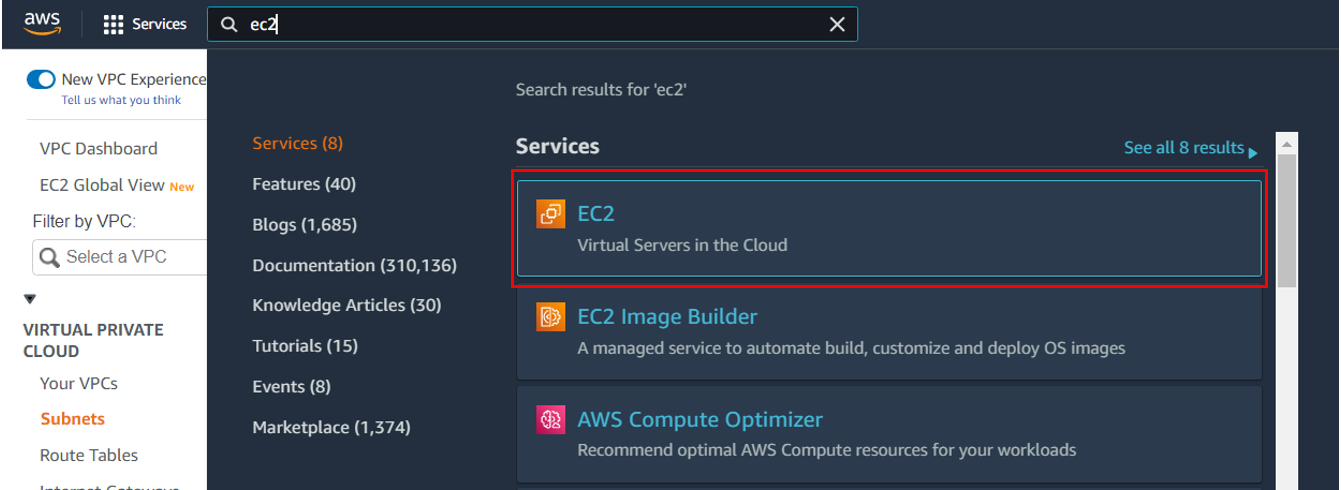 aws
Services
ec2
New VPC Experience
Tell us what you think
VPC Dashboard
EC2 Global View New
Filter by VPC:
Select a VPC
VIRTUAL PRIVATE
CLOUD
Your VPCs
Subnets
Route Tables
Internet Gateways
Search results for 'ec2'
Services (8)
Features (40)
Blogs (1,685)
Documentation (310,136)
Knowledge Articles (30)
Tutorials (15)
Events (8)
Marketplace (1,374)
Services
See all 8 results
EC2
Virtual Servers in the Cloud
EC2 Image Builder
A managed service to automate build, customize and deploy OS images
AWS Compute Optimizer
Recommend optimal AWS Compute resources for your workloads